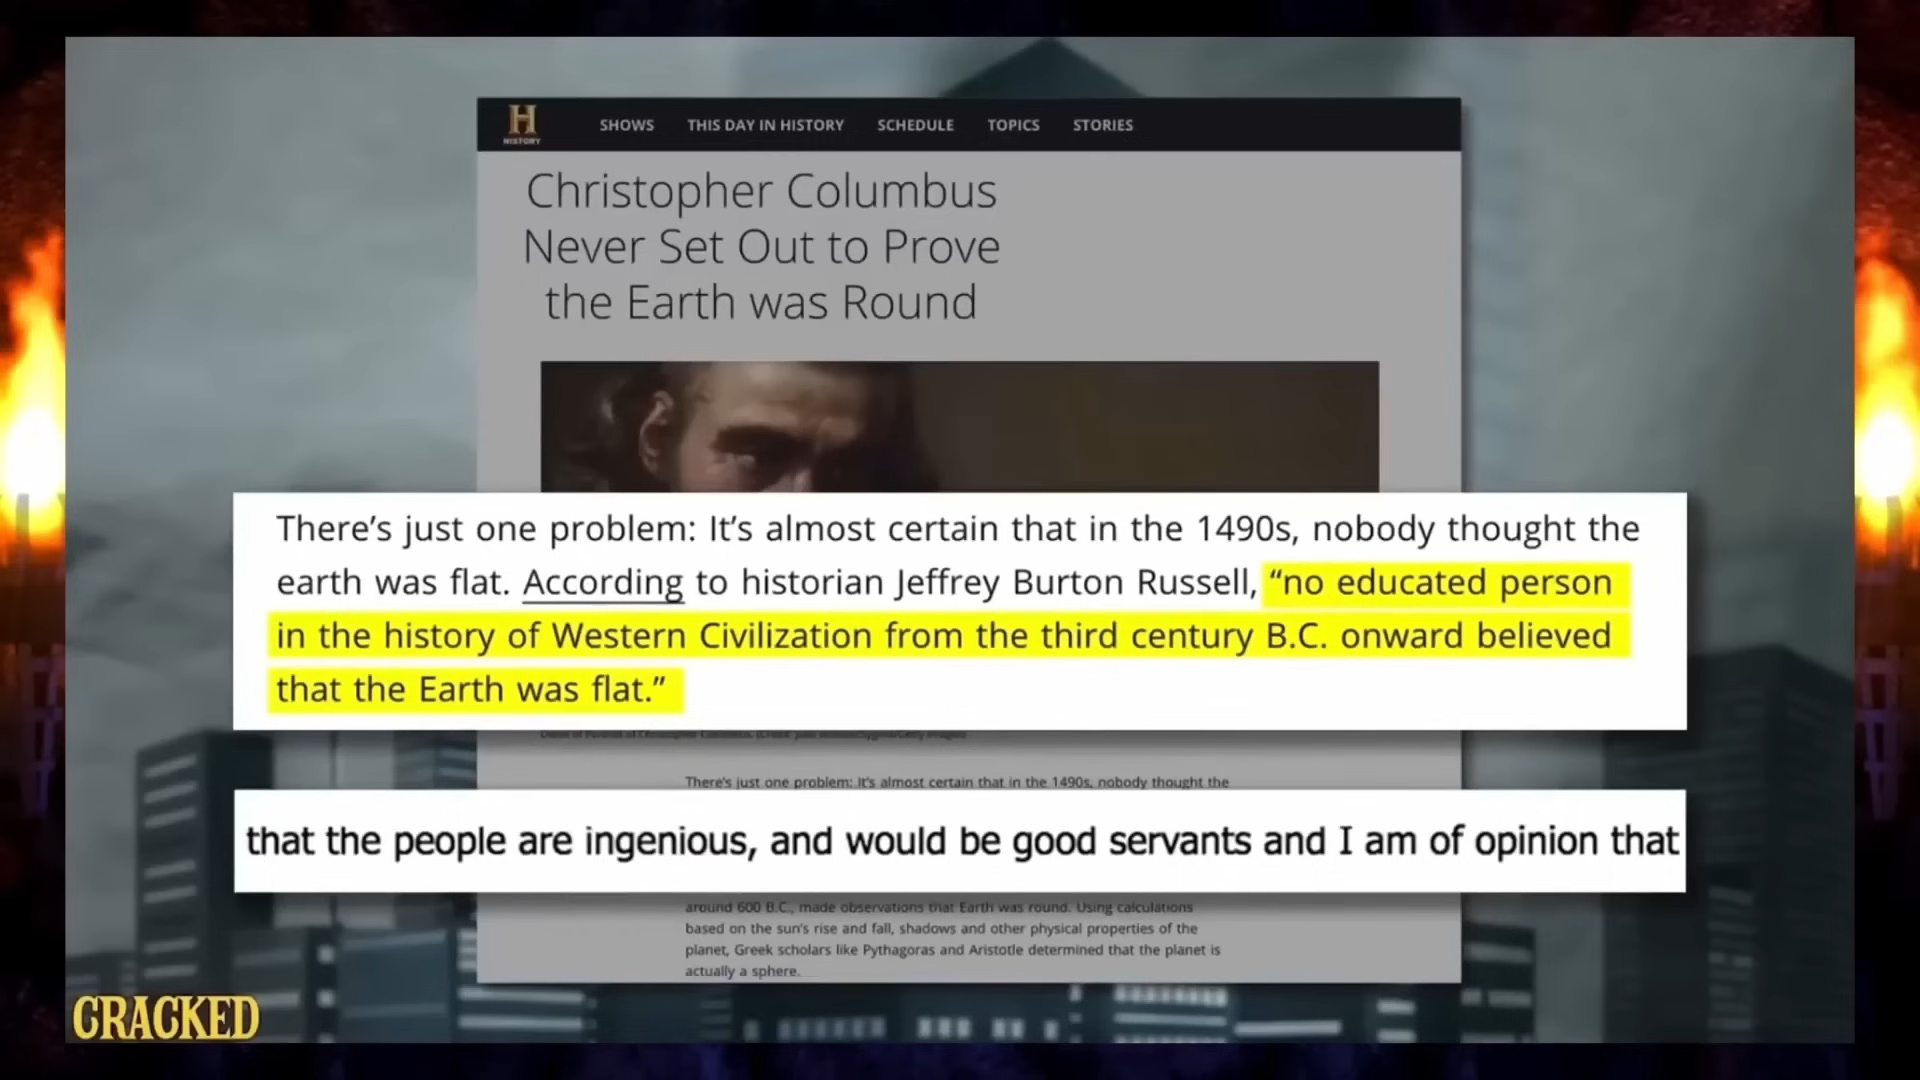 H
HISTORY
SHOWS THIS DAY IN HISTORY SCHEDULE TOPICS STORIES
Christopher Columbus
Never Set Out to Prove
the Earth was Round
There’s just one problem: It’s almost certain that in the 1490s, nobody thought the
earth was flat. According to historian Jeffrey Burton Russell, “no educated person
in the history of Western Civilization from the third century B.C. onward believed
that the Earth was flat.”
There’s just one problem: It’s almost certain that in the 1490s, nobody thought the
that the people are ingenious, and would be good servants and I am of opinion that
around 600 B.C., made observations that Earth was round. Using calculations
based on the sun’s rise and fall, shadows and other physical properties of the
planet, Greek scholars like Pythagoras and Aristotle determined that the planet is
actually a sphere.
CRACKED